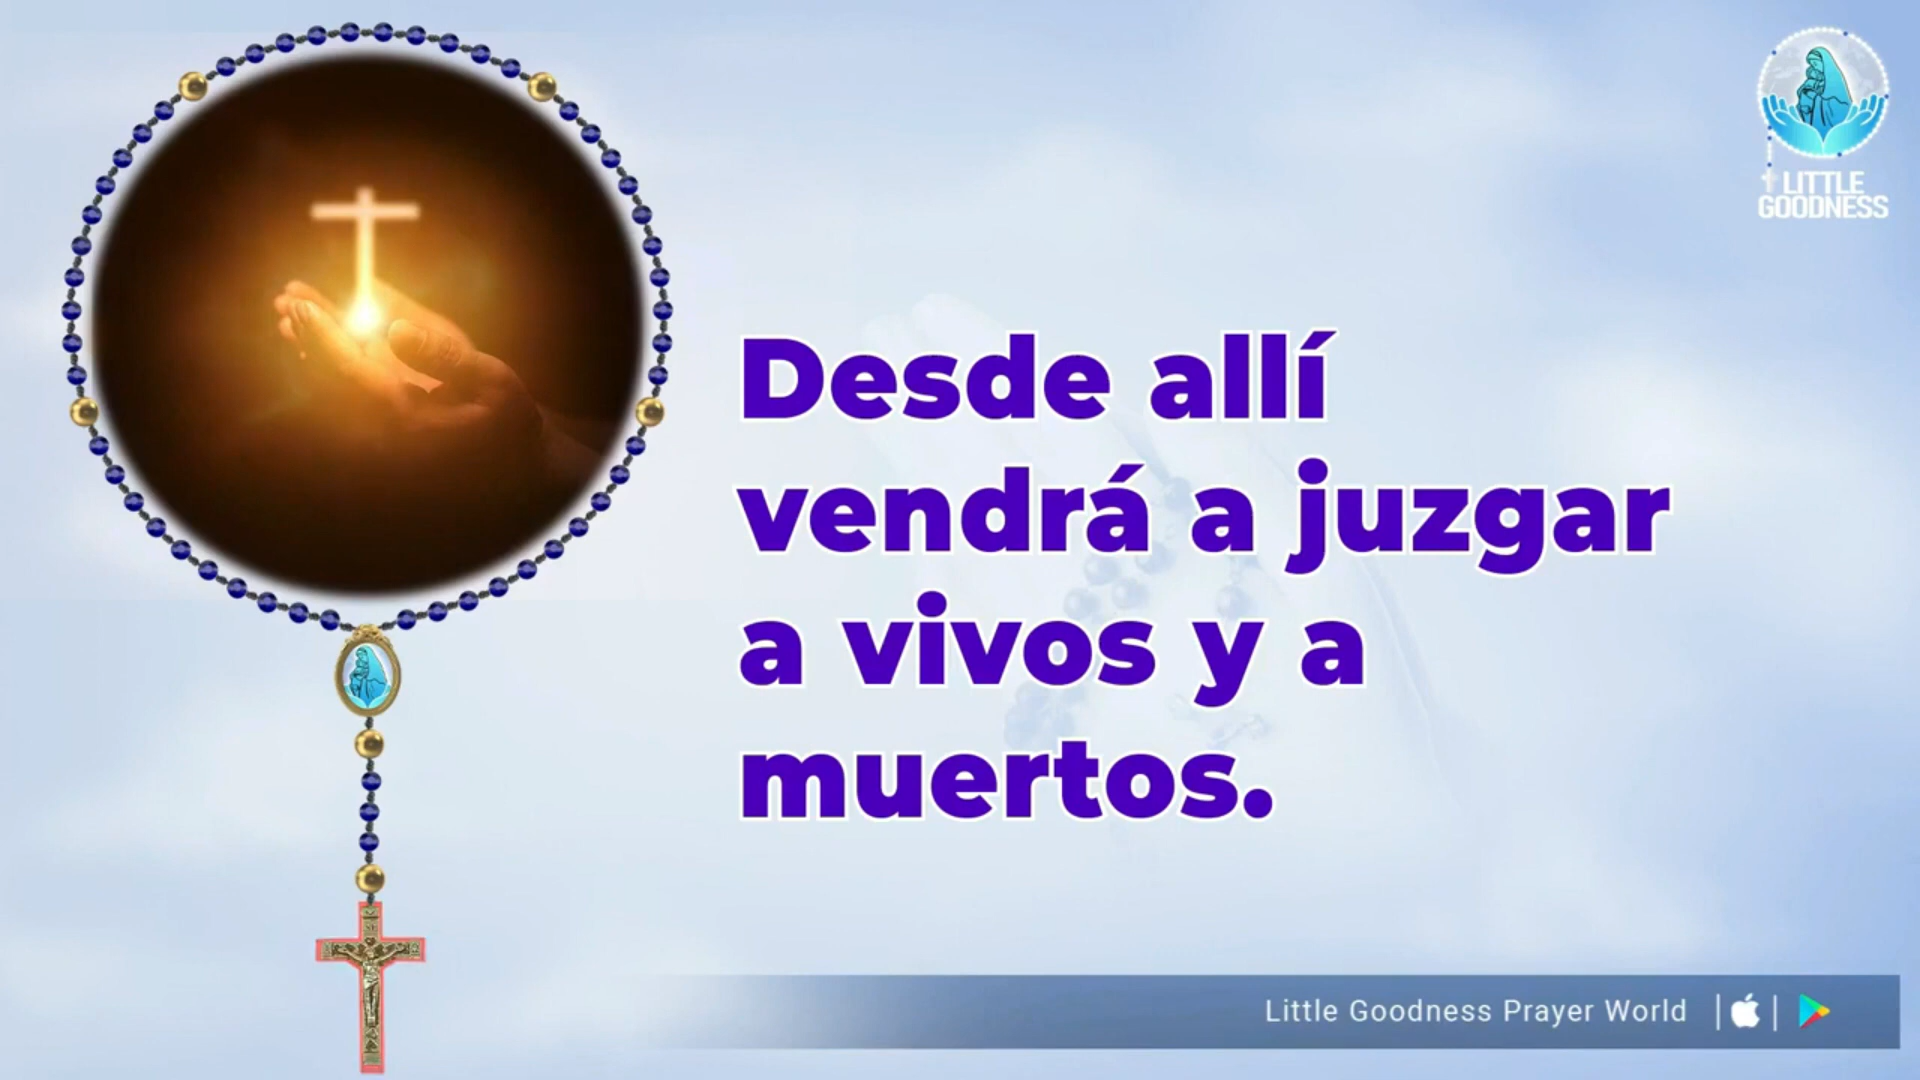 LITTLE
GOODNESS
Desde allí
vendrá a juzgar
a vivos y a
muertos.
Little Goodness Prayer World